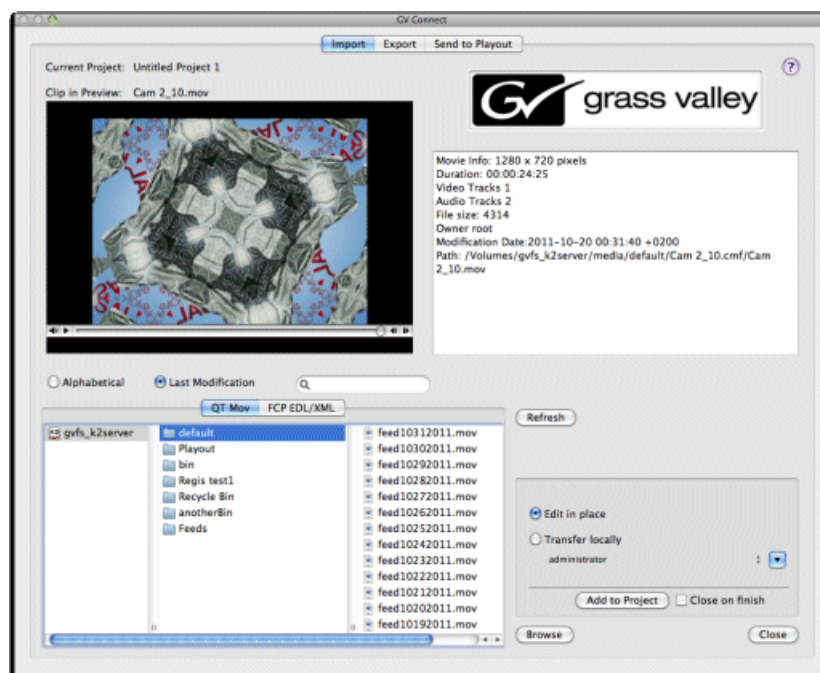 GV Connect
Import Export Send to Playout
Current Project: Untitled Project 1
Clip in Preview: Cam 2_10.mov
?
GV grass valley
Movie Info: 1280 x 720 pixels
Duration: 00:00:24:25
Video Tracks 1
Audio Tracks 2
File size: 4314
Owner root
Modification Date:2011-10-20 00:31:40 +0200
Path: /Volumes/gvfs_k2server/media/default/Cam 2_10.cmf/Cam
2_10.mov
Alphabetical Last Modification
QT Mov FCP EDL/XML
Refresh
gvfs_k2server
default
Playout
bin
Regis test1
Recycle Bin
anotherBin
Feeds
feed10312011.mov
feed10302011.mov
feed10292011.mov
feed10282011.mov
feed10272011.mov
feed10262011.mov
feed10252011.mov
feed10242011.mov
feed10232011.mov
feed10222011.mov
feed10212011.mov
feed10202011.mov
feed10192011.mov
Edit in place
Transfer locally
administrator
Add to Project Close on finish
Browse Close